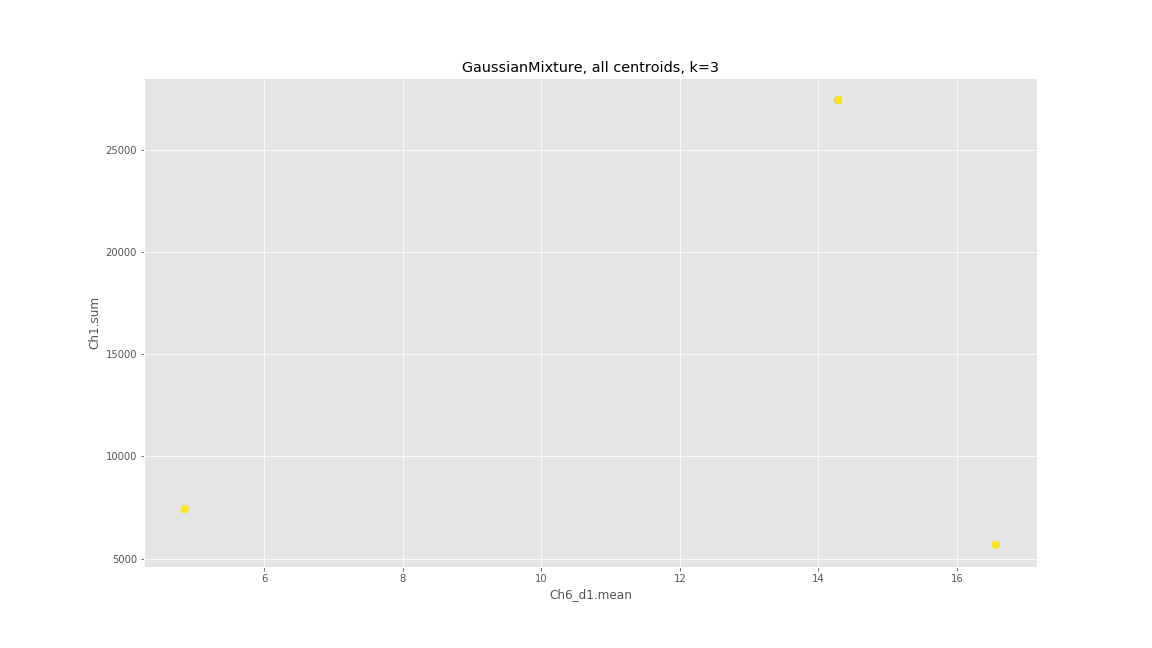 GaussianMixture, all centroids, k=3
25000
20000
15000
10000
5000
Ch1.sum
6 8 10 12 14 16
Ch6_d1.mean